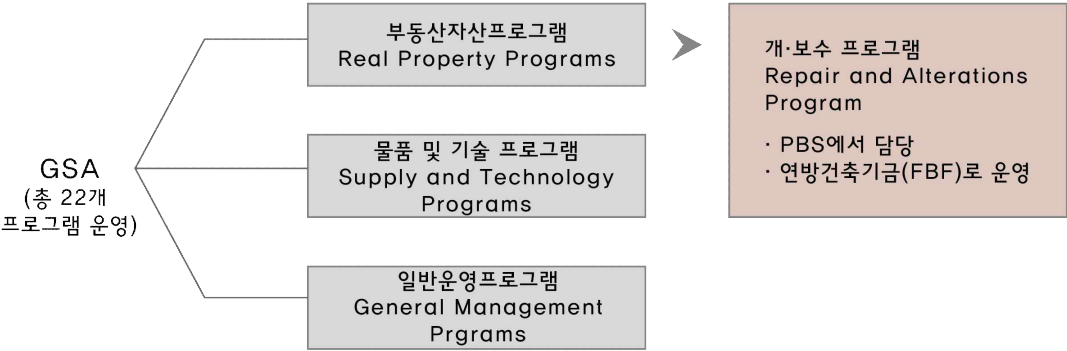 GSA
(총 22개
프로그램 운영)
부동산자산프로그램
Real Property Programs
물품 및 기술 프로그램
Supply and Technology
Programs
일반운영프로그램
General Management
Prgrams
개·보수 프로그램
Repair and Alterations
Program
· PBS에서 담당
· 연방건축기금(FBF)로 운영